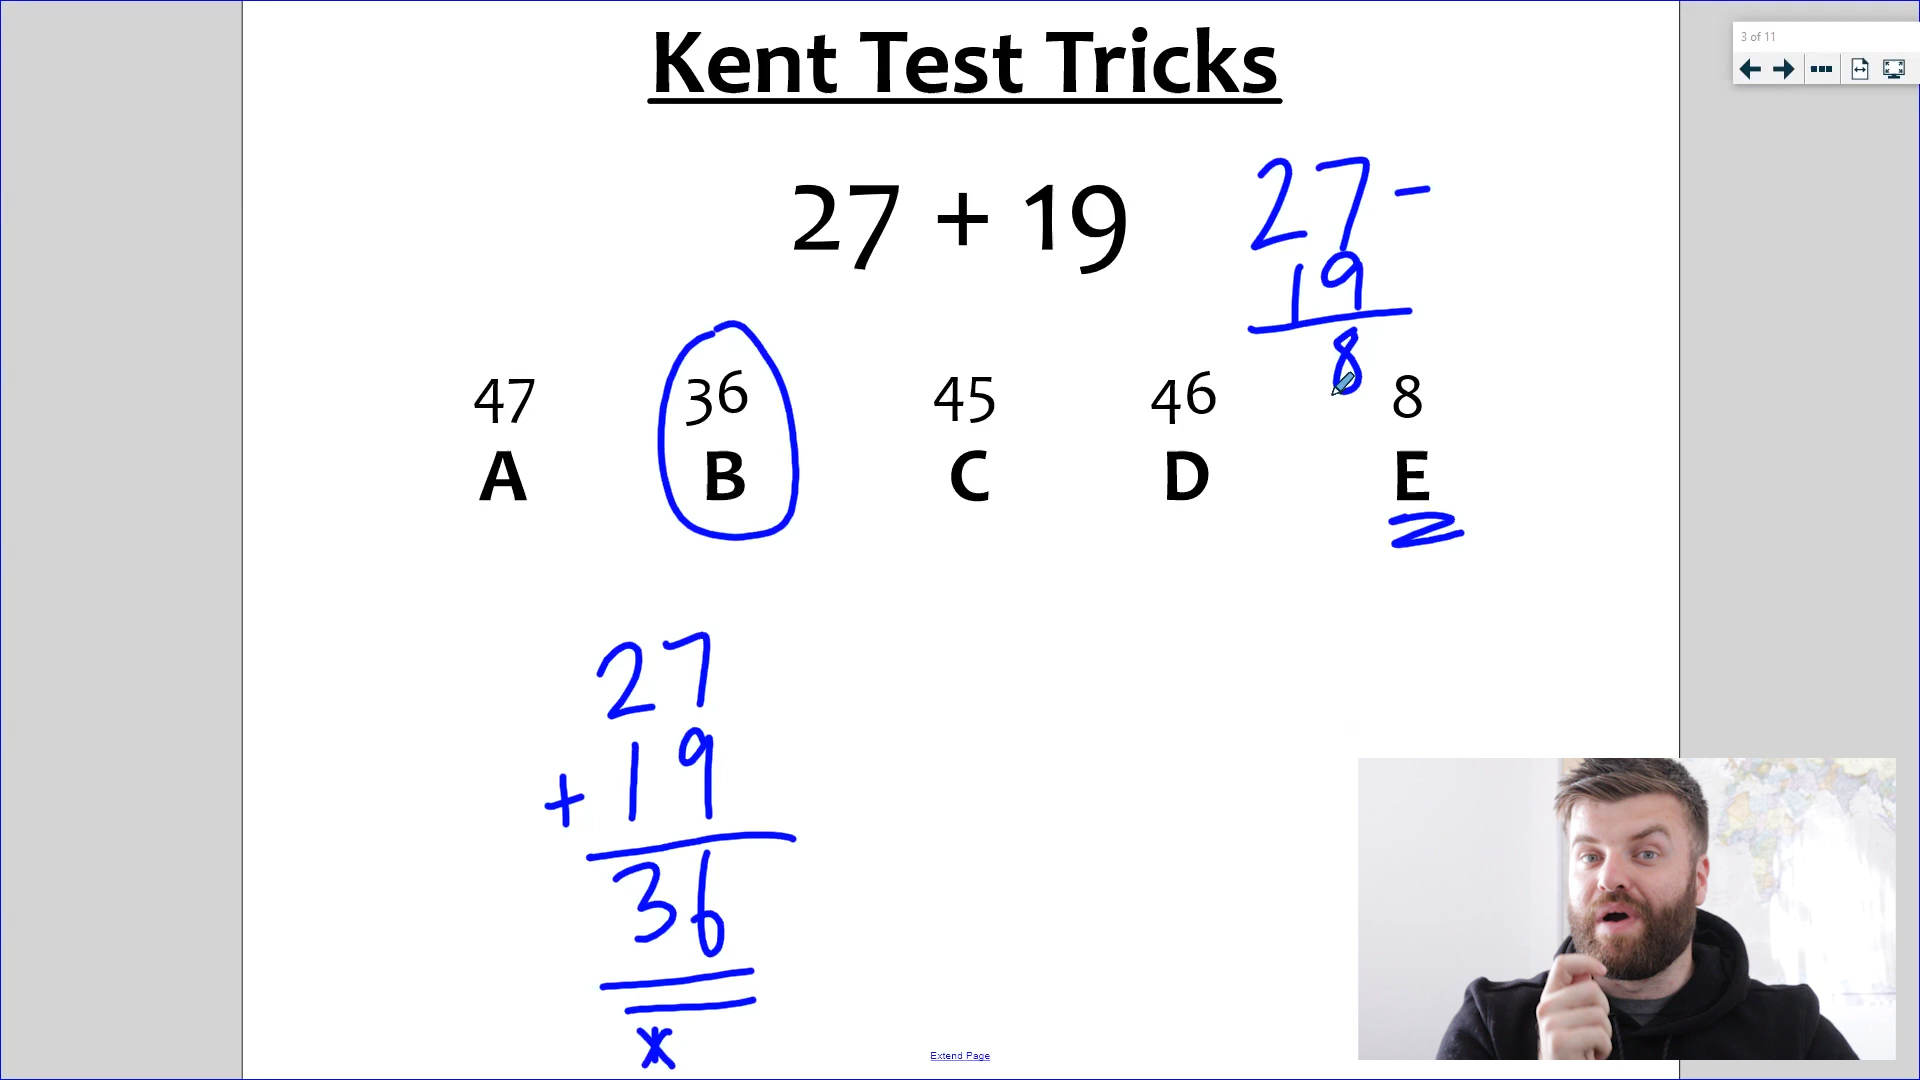 Kent Test Tricks
3 of 11
27 + 19
27 -
19
8
47 36 45 46 8
A B C D E
27
+ 19
36
x
Extend Page